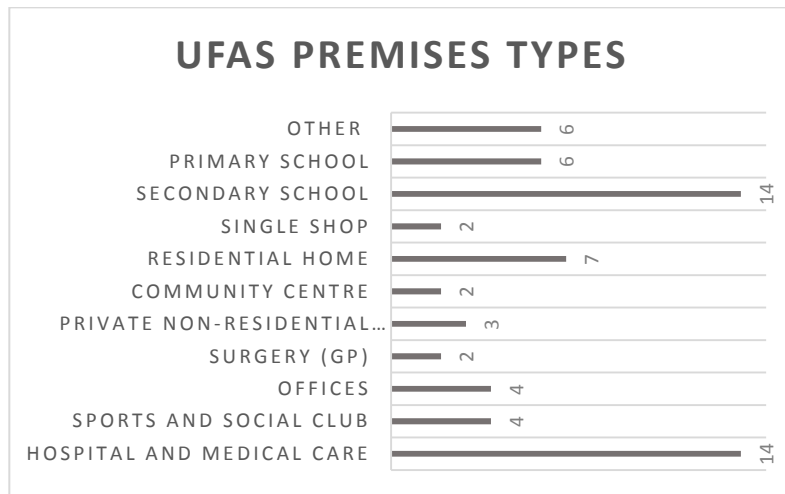 UFAS PREMISES TYPES
OTHER 6
PRIMARY SCHOOL 6
SECONDARY SCHOOL 14
SINGLE SHOP 2
RESIDENTIAL HOME 7
COMMUNITY CENTRE 2
PRIVATE NON-RESIDENTIAL… 3
SURGERY (GP) 2
OFFICES 4
SPORTS AND SOCIAL CLUB 4
HOSPITAL AND MEDICAL CARE 14